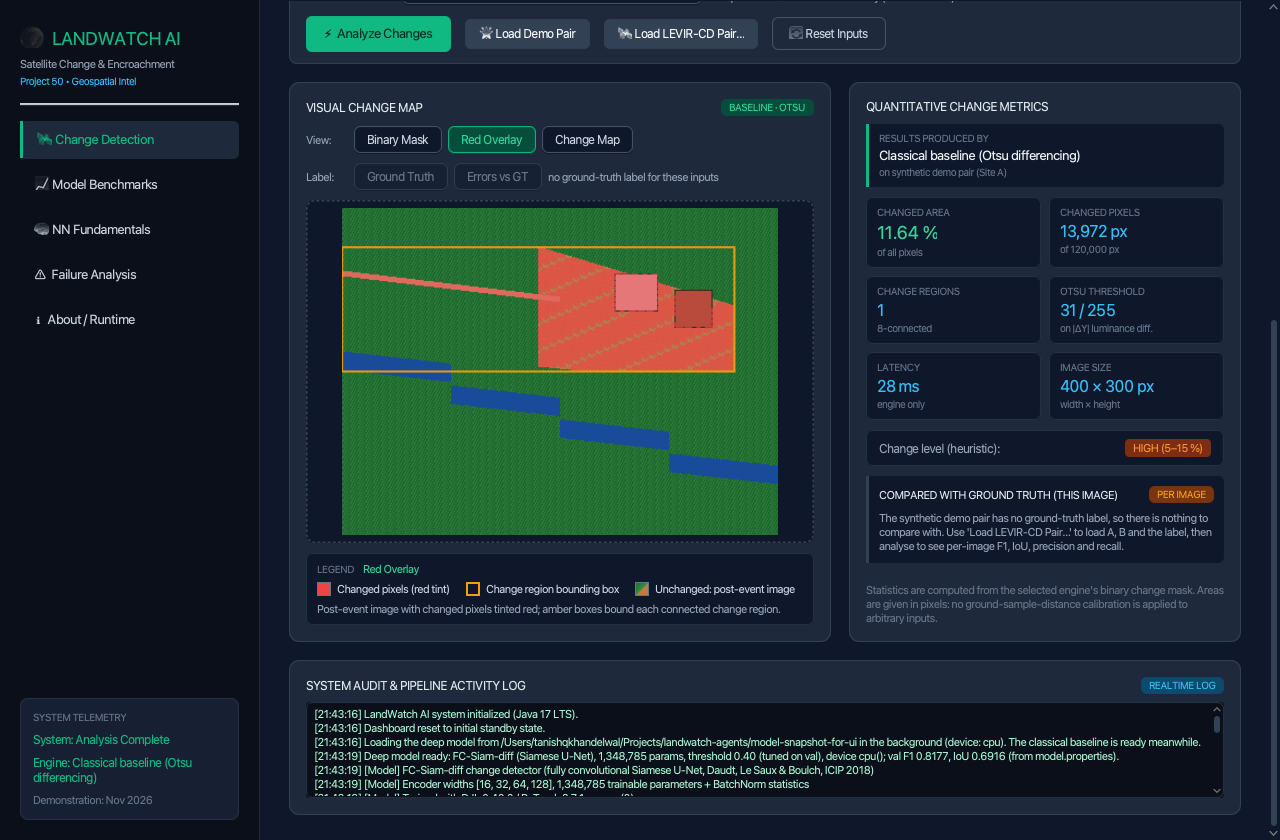 LANDWATCH AI
Satellite Change & Encroachment
Project 50 • Geospatial Intel
Change Detection
Model Benchmarks
NN Fundamentals
Failure Analysis
About / Runtime
SYSTEM TELEMETRY
System: Analysis Complete
Engine: Classical baseline (Otsu
differencing)
Demonstration: Nov 2026
Analyze Changes
Load Demo Pair
Load LEVIR-CD Pair...
Reset Inputs
VISUAL CHANGE MAP
BASELINE · OTSU
View:
Binary Mask
Red Overlay
Change Map
Label:
Ground Truth
Errors vs GT
no ground-truth label for these inputs
LEGEND
Red Overlay
Changed pixels (red tint)
Change region bounding box
Unchanged: post-event image
Post-event image with changed pixels tinted red; amber boxes bound each connected change region.
QUANTITATIVE CHANGE METRICS
RESULTS PRODUCED BY
Classical baseline (Otsu differencing)
on synthetic demo pair (Site A)
CHANGED AREA
11.64 %
of all pixels
CHANGED PIXELS
13,972 px
of 120,000 px
CHANGE REGIONS
1
8-connected
OTSU THRESHOLD
31 / 255
on |ΔY| luminance diff.
LATENCY
28 ms
engine only
IMAGE SIZE
400 × 300 px
width × height
Change level (heuristic):
HIGH (5–15 %)
COMPARED WITH GROUND TRUTH (THIS IMAGE)
PER IMAGE
The synthetic demo pair has no ground-truth label, so there is nothing to
compare with. Use 'Load LEVIR-CD Pair...' to load A, B and the label, then
analyse to see per-image F1, IoU, precision and recall.
Statistics are computed from the selected engine's binary change mask. Areas
are given in pixels: no ground-sample-distance calibration is applied to
arbitrary inputs.
SYSTEM AUDIT & PIPELINE ACTIVITY LOG
REALTIME LOG
[21:43:16] LandWatch AI system initialized (Java 17 LTS).
[21:43:16] Dashboard reset to initial standby state.
[21:43:16] Loading the deep model from /Users/tanishqkhandelwal/Projects/landwatch-agents/model-snapshot-for-ui in the background (device: cpu). The classical baseline is ready meanwhile.
[21:43:19] Deep model ready: FC-Siam-diff (Siamese U-Net), 1,348,785 params, threshold 0.40 (tuned on val), device cpu(); val F1 0.8177, IoU 0.6916 (from model.properties).
[21:43:19] [Model] FC-Siam-diff change detector (fully convolutional Siamese U-Net, Daudt, Le Saux & Boulch, ICIP 2018)
[21:43:19] [Model] Encoder widths [16, 32, 64, 128], 1,348,785 trainable parameters + BatchNorm statistics